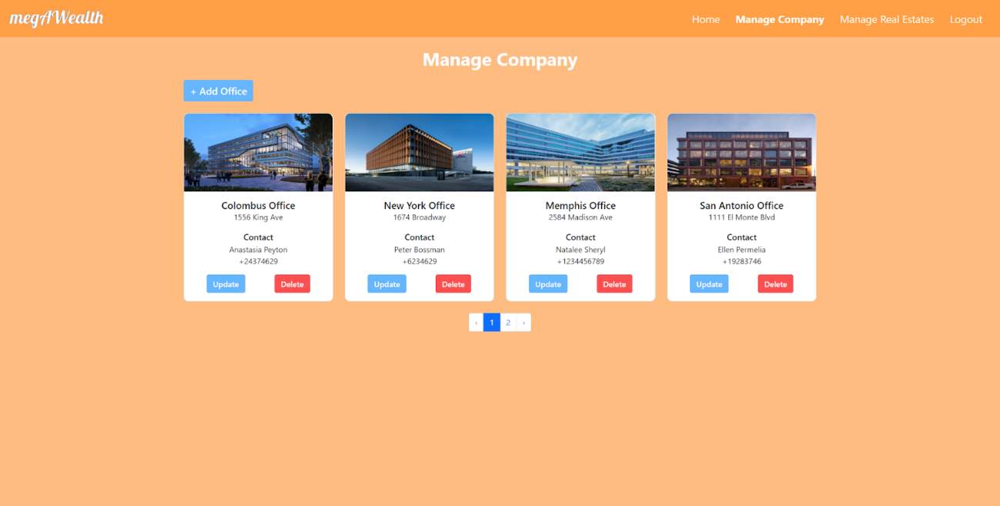 megAWealth
Home
Manage Company
Manage Real Estates
Logout
Manage Company
+ Add Office
Colombus Office
1556 King Ave
Contact
Anastasia Peyton
+24374629
Update
Delete
New York Office
1674 Broadway
Contact
Peter Bossman
+6234629
Update
Delete
Memphis Office
2584 Madison Ave
Contact
Natalee Sheryl
+1234456789
Update
Delete
San Antonio Office
1111 El Monte Blvd
Contact
Ellen Permelia
+19283746
Update
Delete
‹ 1 2 ›